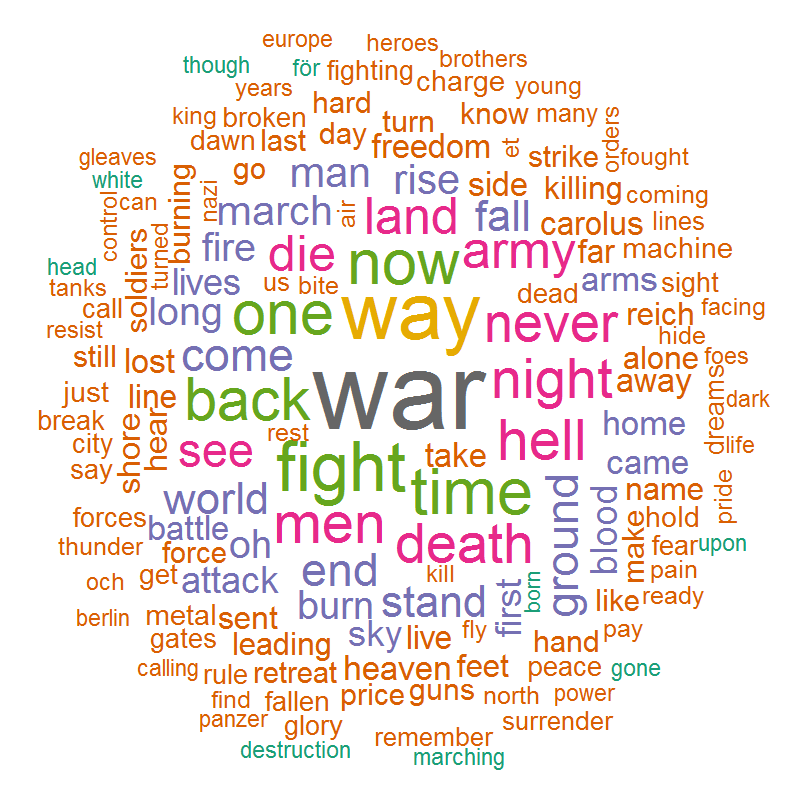 europe
heroes
though
för
fighting
brothers
years
charge
young
king
broken
hard
turn
know
many
orders
dawn
last
day
freedom
et
strike
fought
gleaves
white
can
control
burning
nazi
go
man
rise
side
killing
coming
march
air
land
fall
carolus
lines
head
tanks
turned
soldiers
fire
die
now
army
far
machine
call
lives
us
bite
dead
arms
sight
resist
long
one
way
never
reich
facing
still
lost
come
war
night
alone
hide
foes
just
line
back
away
dreams
dark
break
city
shore
hear
see
rest
fight
take
hell
home
life
say
world
time
came
name
pride
forces
battle
men
death
ground
blood
make
hold
thunder
force
oh
fear
upon
och
get
attack
end
kill
born
pain
berlin
metal
sent
burn
stand
first
like
ready
gates
leading
sky
live
fly
hand
pay
calling
rule
retreat
heaven
feet
peace
gone
find
fallen
price
guns
north
power
panzer
glory
remember
surrender
destruction
marching